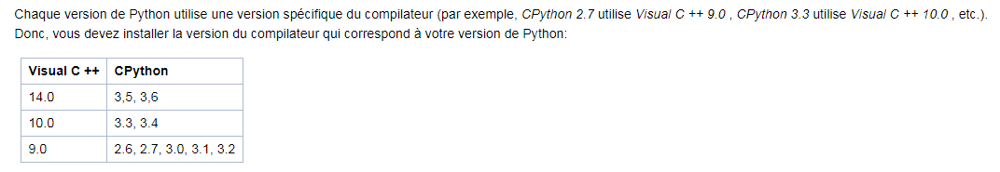 Chaque version de Python utilise une version spécifique du compilateur (par exemple, CPython 2.7 utilise Visual C ++ 9.0 , CPython 3.3 utilise Visual C ++ 10.0 , etc.).
Donc, vous devez installer la version du compilateur qui correspond à votre version de Python:
Visual C ++ CPython
14.0 3,5, 3,6
10.0 3.3, 3.4
9.0 2.6, 2.7, 3.0, 3.1, 3.2